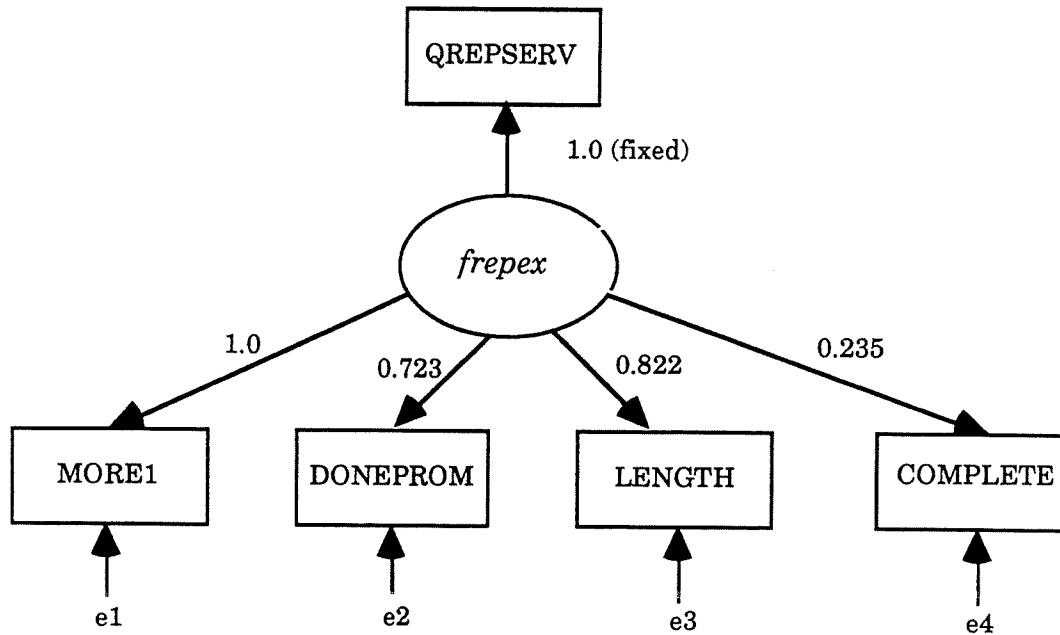 QREPSERV
1.0 (fixed)
frepex
1.0
0.723
0.822
0.235
MORE1
DONEPROM
LENGTH
COMPLETE
e1
e2
e3
e4